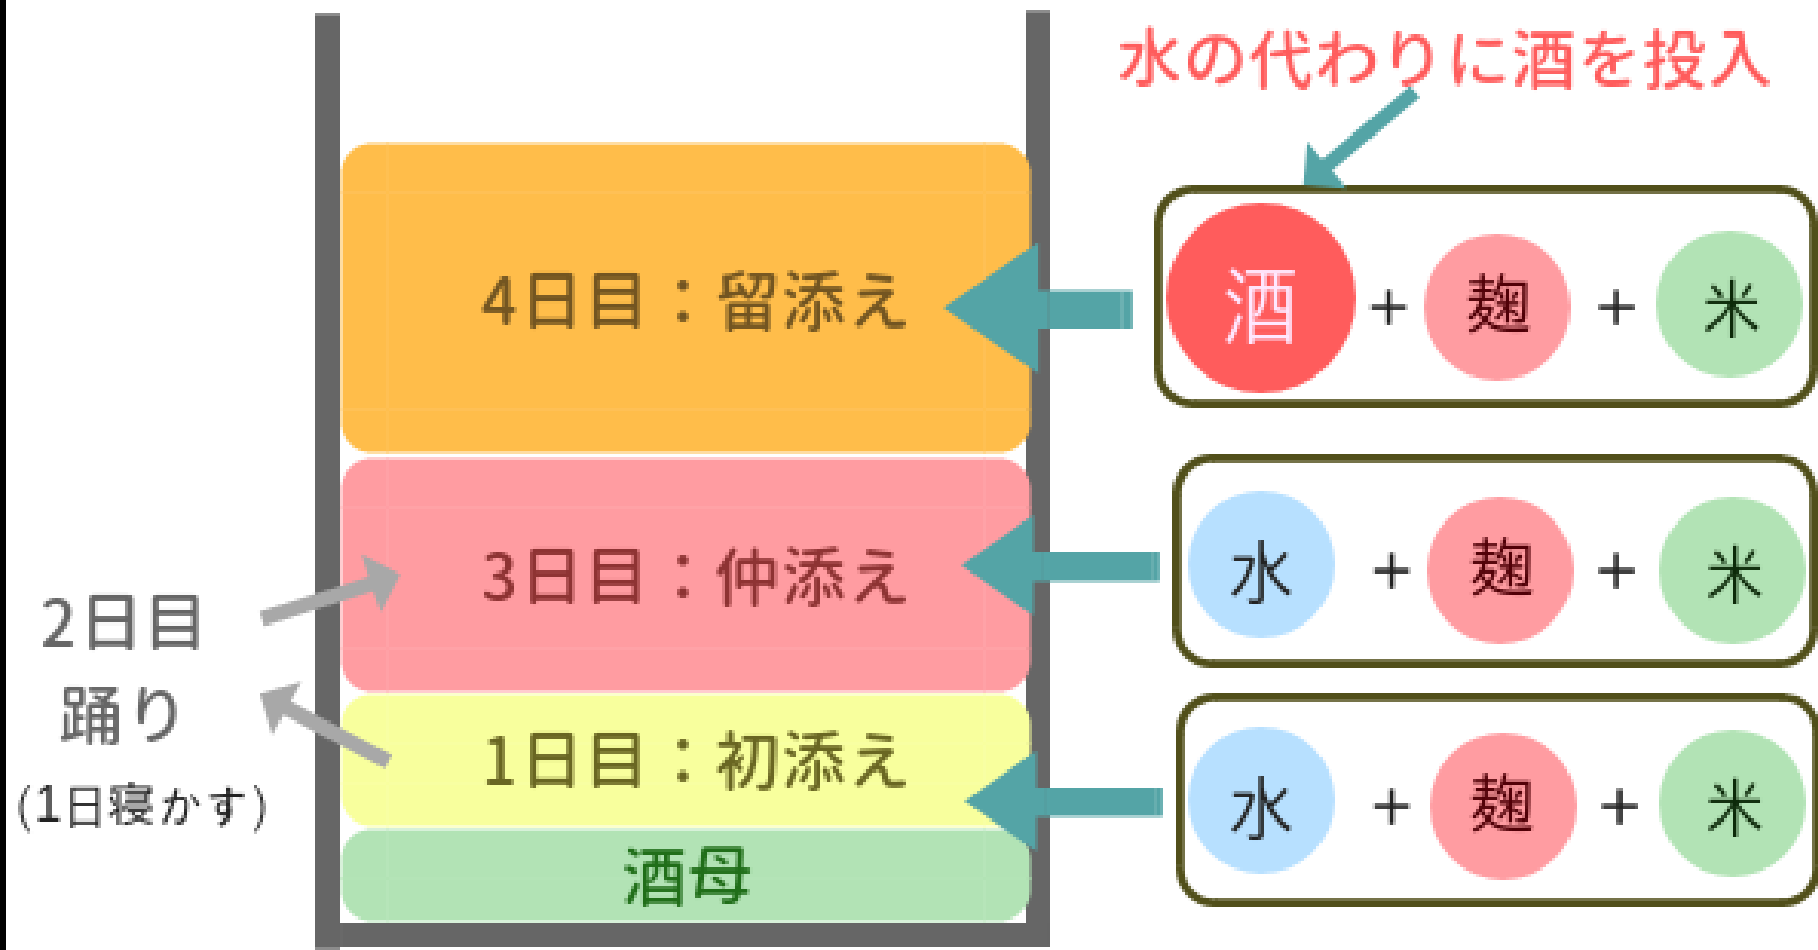 水の代わりに酒を投入
4日目：留添え
酒 + 麹 + 米
3日目：仲添え
水 + 麹 + 米
2日目
踊り
(1日寝かす)
1日目：初添え
水 + 麹 + 米
酒母